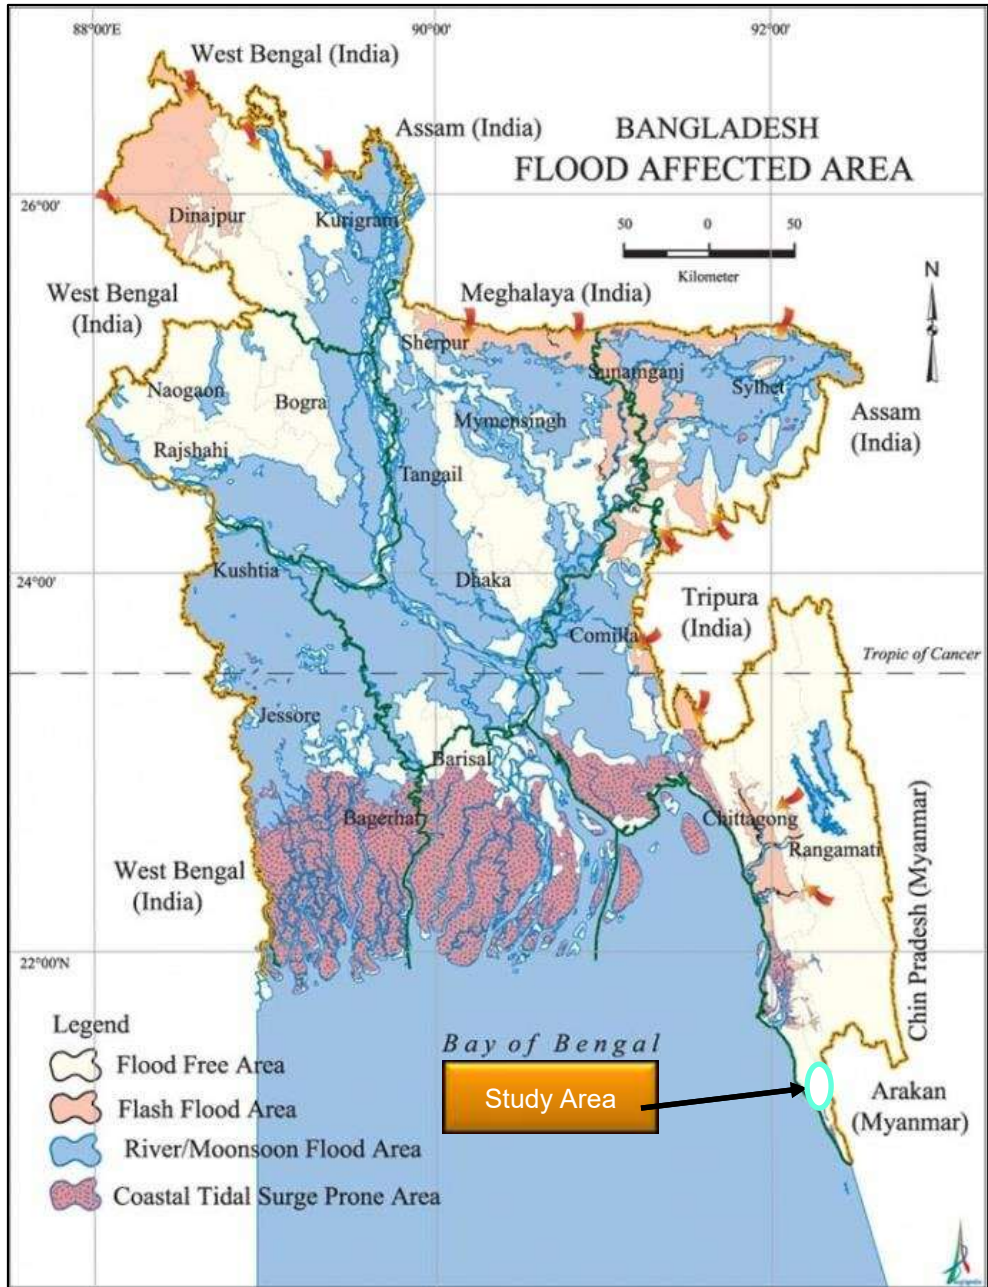 88°00'E
90°00'
92°00'
West Bengal (India)
Assam (India)
BANGLADESH
FLOOD AFFECTED AREA
26°00'
Dinajpur
Kurigram
50
0
50
Kilometer
N
West Bengal
(India)
Meghalaya (India)
Sherpur
Sunamganj
Sylhet
Naogaon
Bogra
Mymensingh
Assam
(India)
Rajshahi
Tangail
24°00'
Kushtia
Dhaka
Tripura
(India)
Comilla
Tropic of Cancer
Jessore
Barisal
Bagerhat
Chittagong
Rangamati
West Bengal
(India)
Chin Pradesh (Myanmar)
22°00'N
Legend
Flood Free Area
Flash Flood Area
River/Moonsoon Flood Area
Coastal Tidal Surge Prone Area
Bay of Bengal
Study Area
Arakan
(Myanmar)